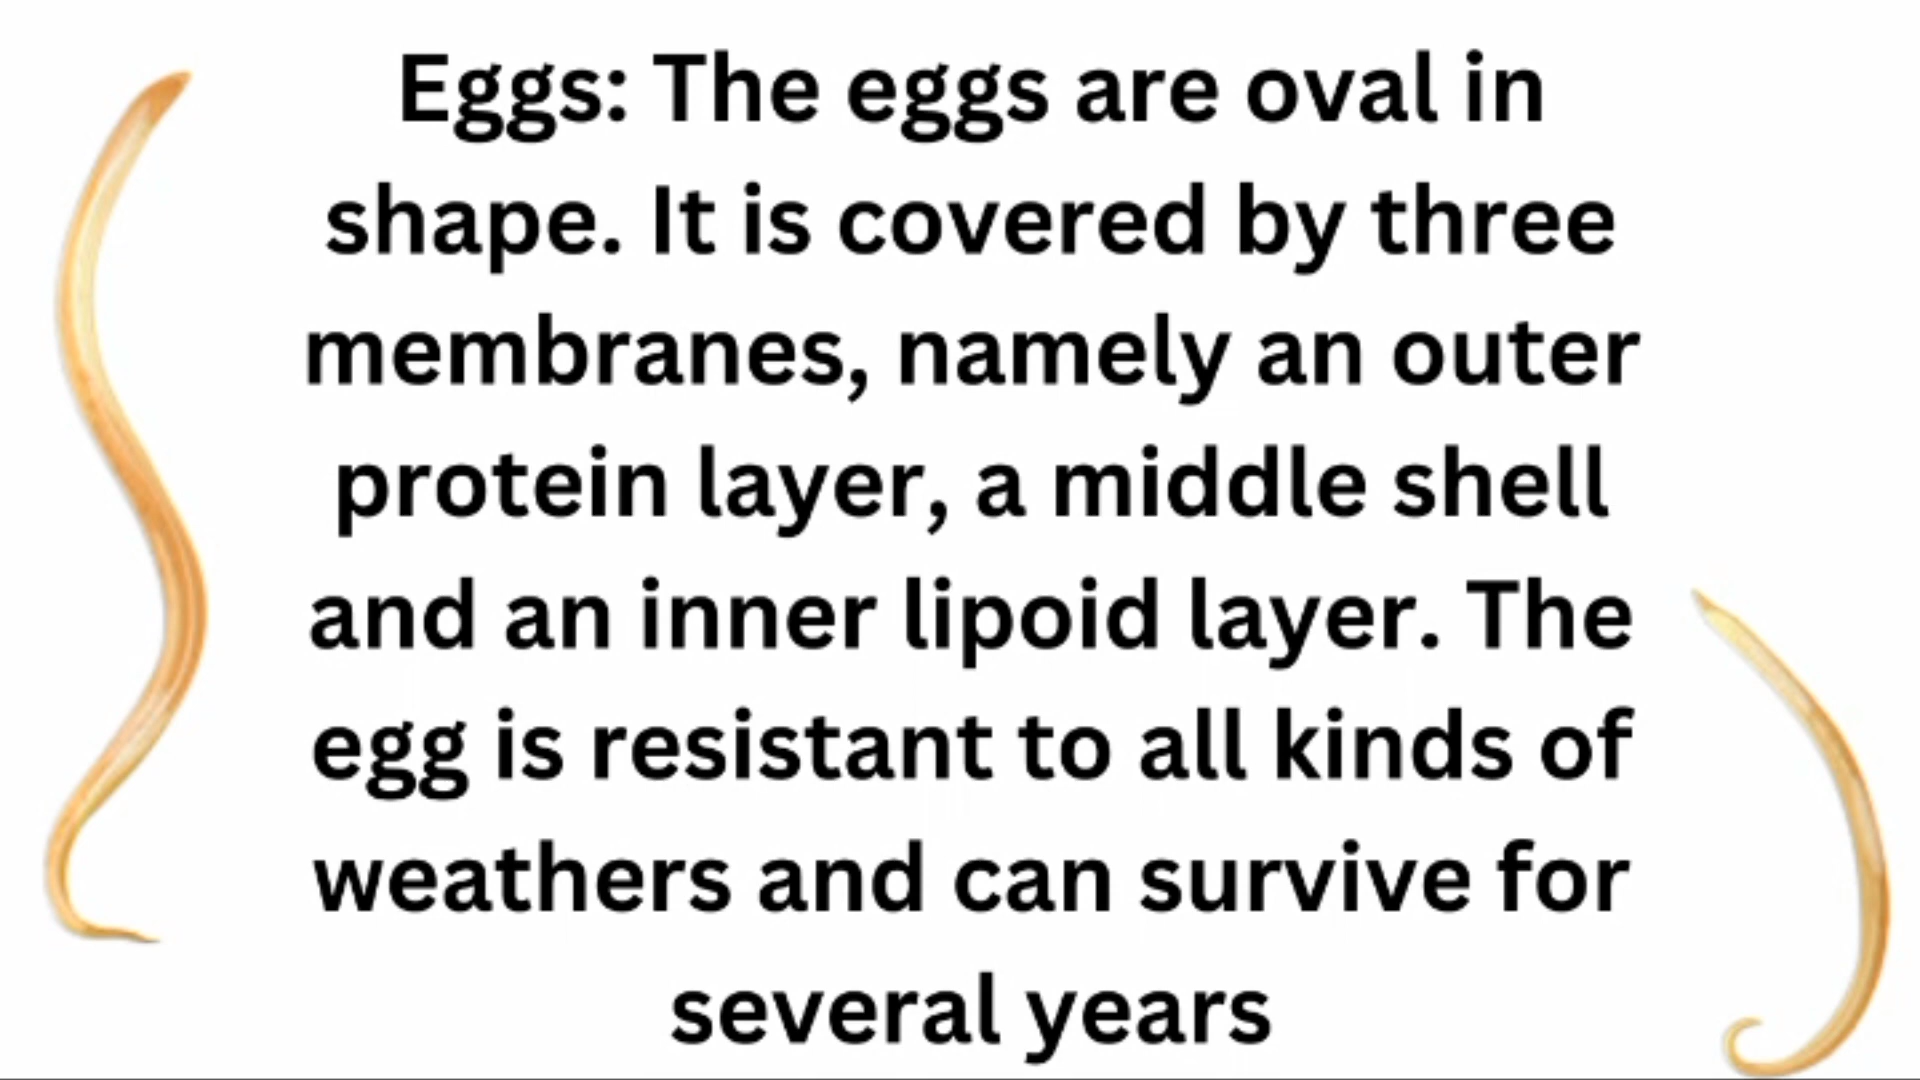 Eggs: The eggs are oval in
shape. It is covered by three
membranes, namely an outer
protein layer, a middle shell
and an inner lipoid layer. The
egg is resistant to all kinds of
weathers and can survive for
several years